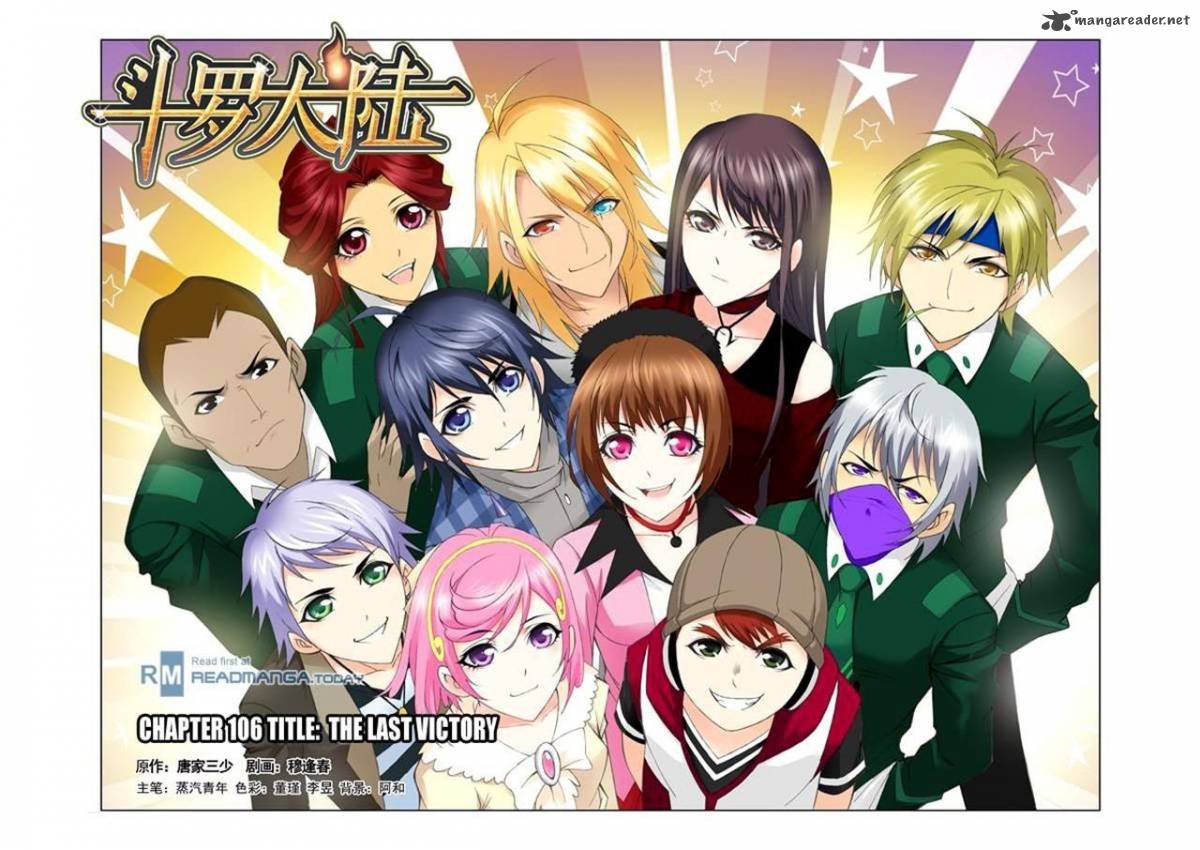 mangareader.net
斗罗大陆
RM Read first at
READMANGA.TODAY
CHAPTER 106 TITLE: THE LAST VICTORY
原作：唐家三少 剧画：穆逢春
主笔：蒸汽青年 色彩：董瑾 李昱 背景：阿和